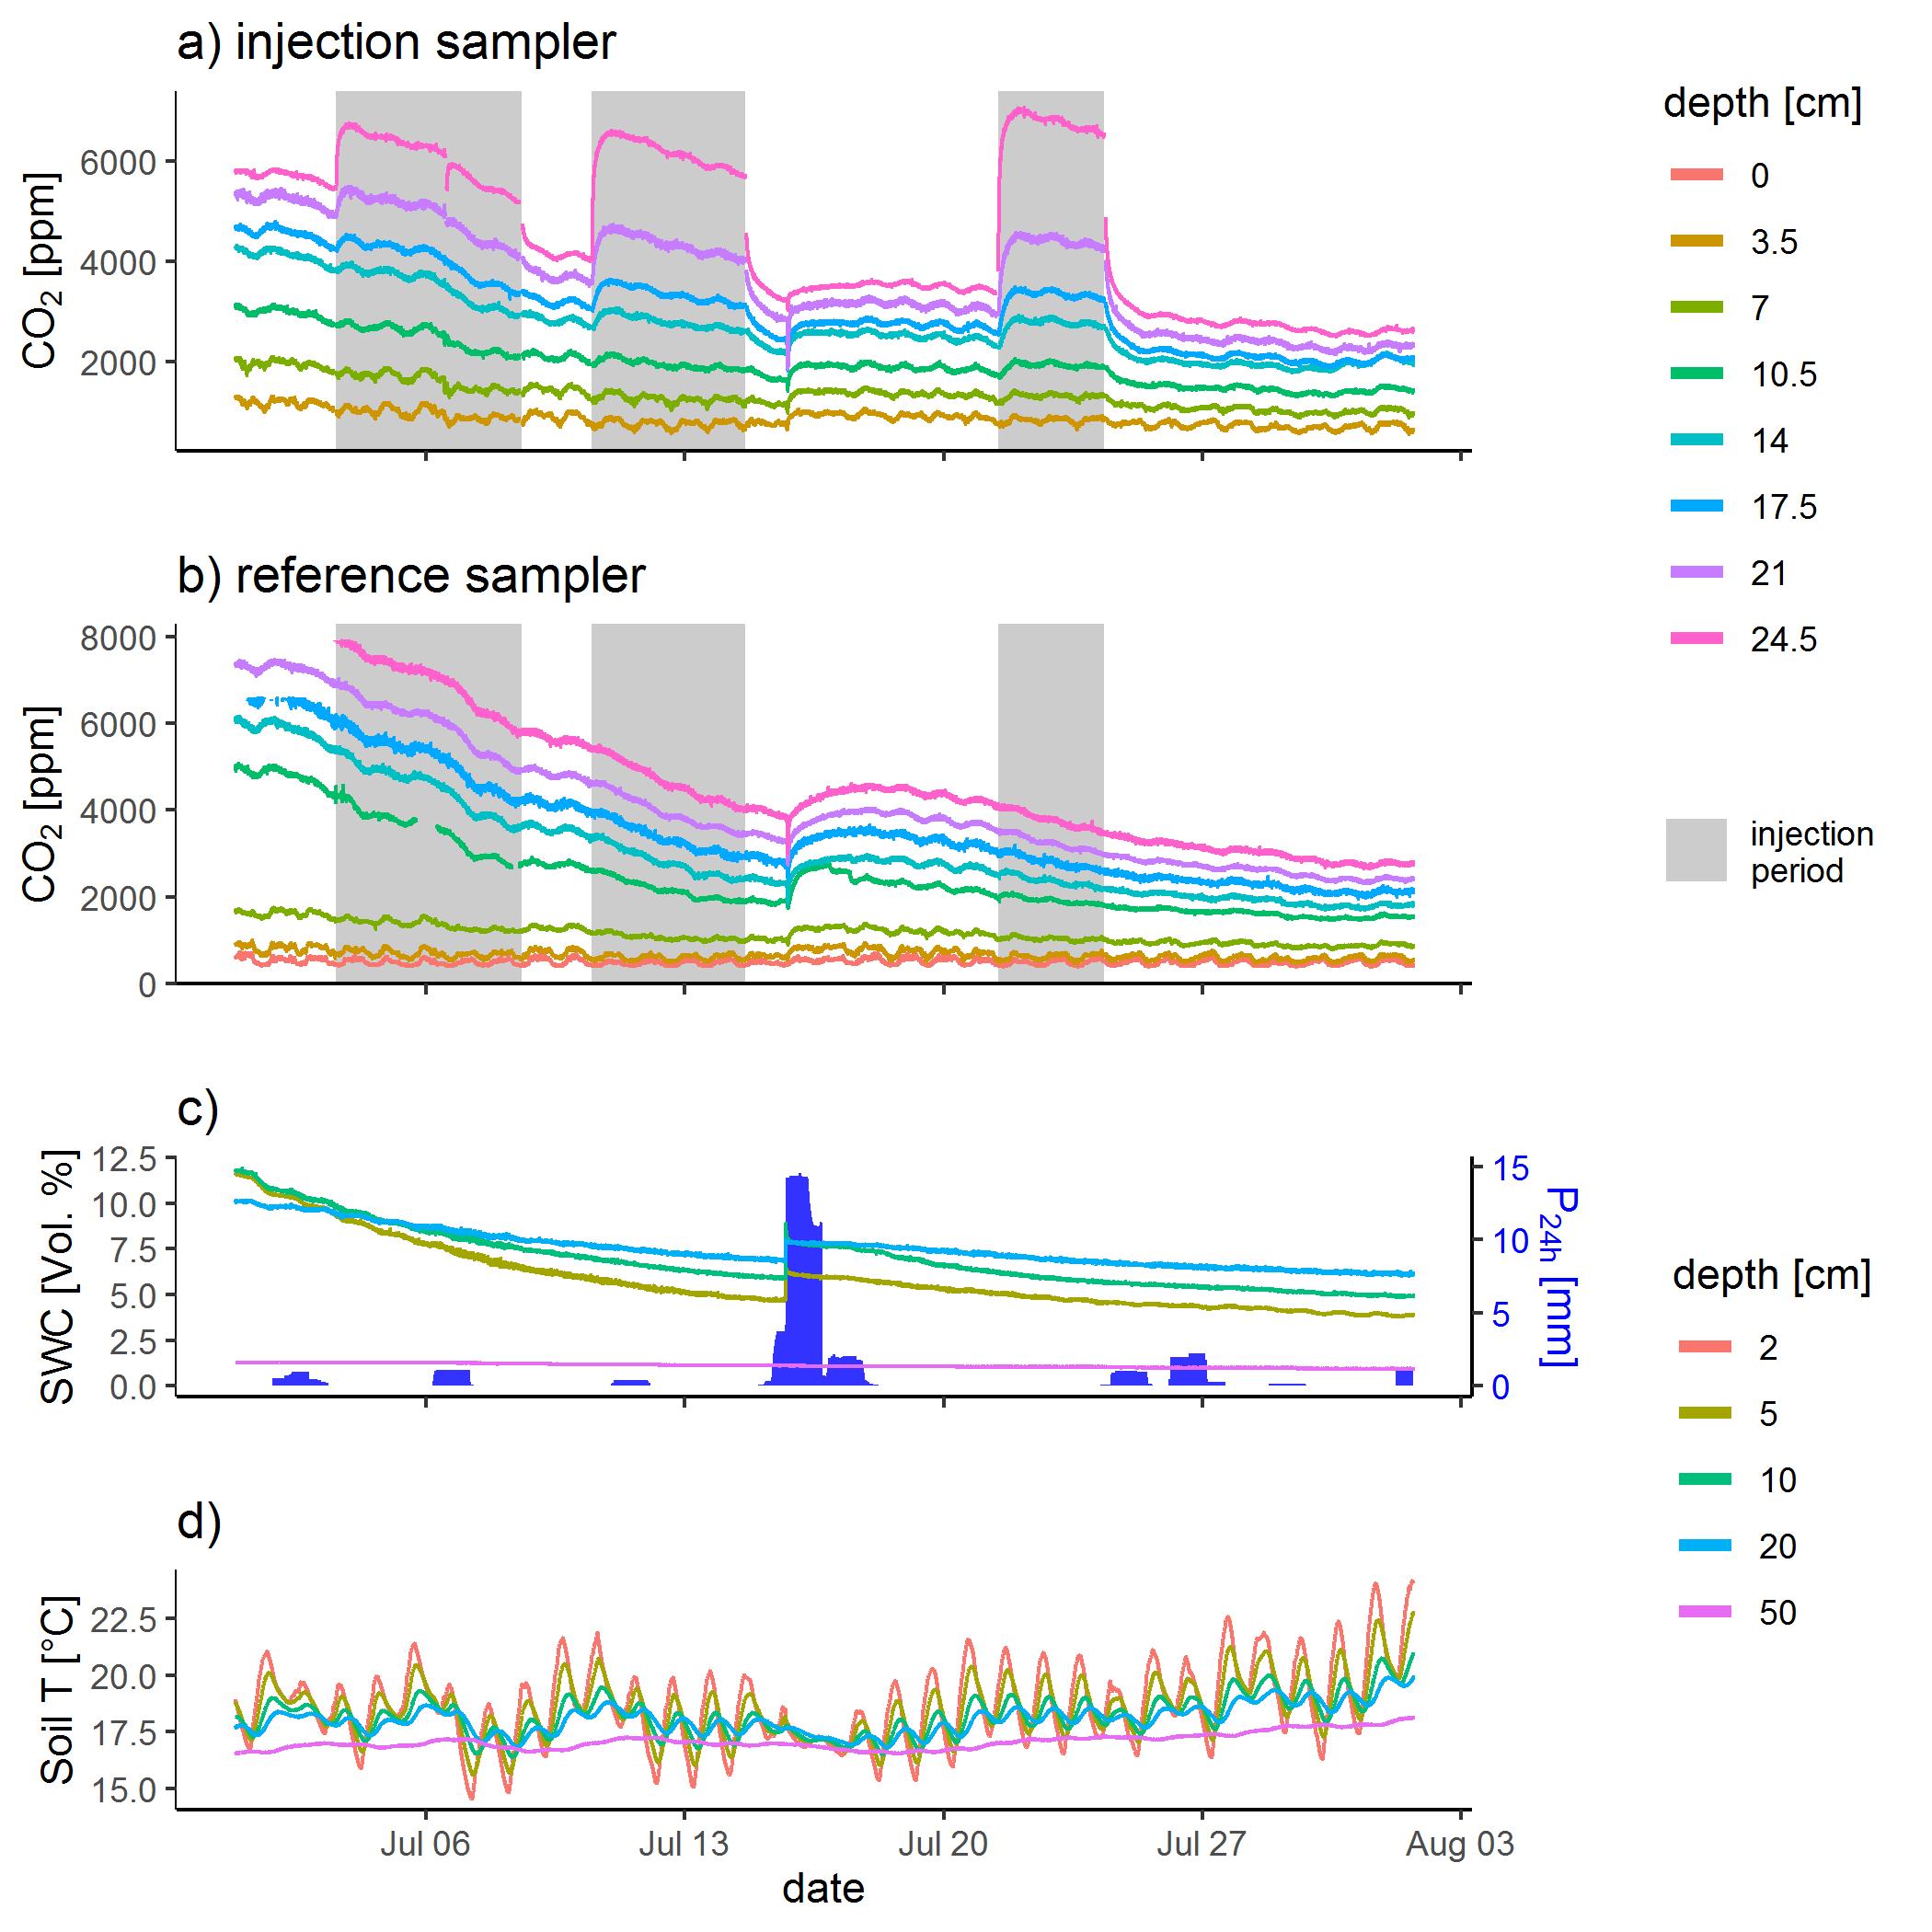 a) injection sampler
CO2 [ppm]
6000
4000
2000
depth [cm]
0
3.5
7
10.5
14
17.5
21
24.5
b) reference sampler
CO2 [ppm]
8000
6000
4000
2000
0
injection
period
c)
SWC [Vol. %]
12.5
10.0
7.5
5.0
2.5
0.0
15
10
5
0
P24h [mm]
depth [cm]
2
5
10
20
50
d)
Soil T [°C]
22.5
20.0
17.5
15.0
Jul 06
Jul 13
Jul 20
Jul 27
Aug 03
date